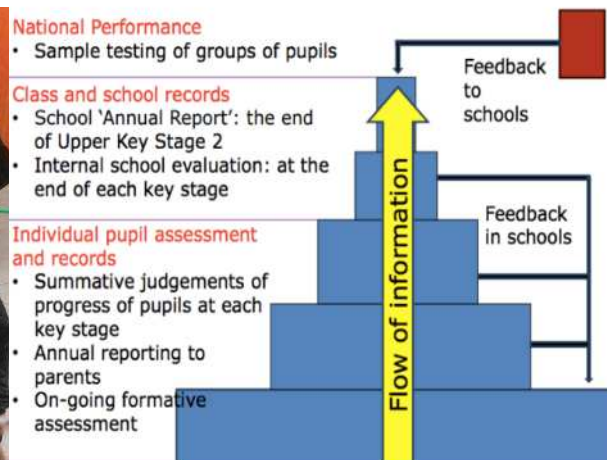 National Performance
• Sample testing of groups of pupils
Class and school records
• School ‘Annual Report’: the end
of Upper Key Stage 2
• Internal school evaluation: at the
end of each key stage
Individual pupil assessment
and records
• Summative judgements of
progress of pupils at each
key stage
• Annual reporting to
parents
• On-going formative
assessment
Flow of information
Feedback
to
schools
Feedback
in schools